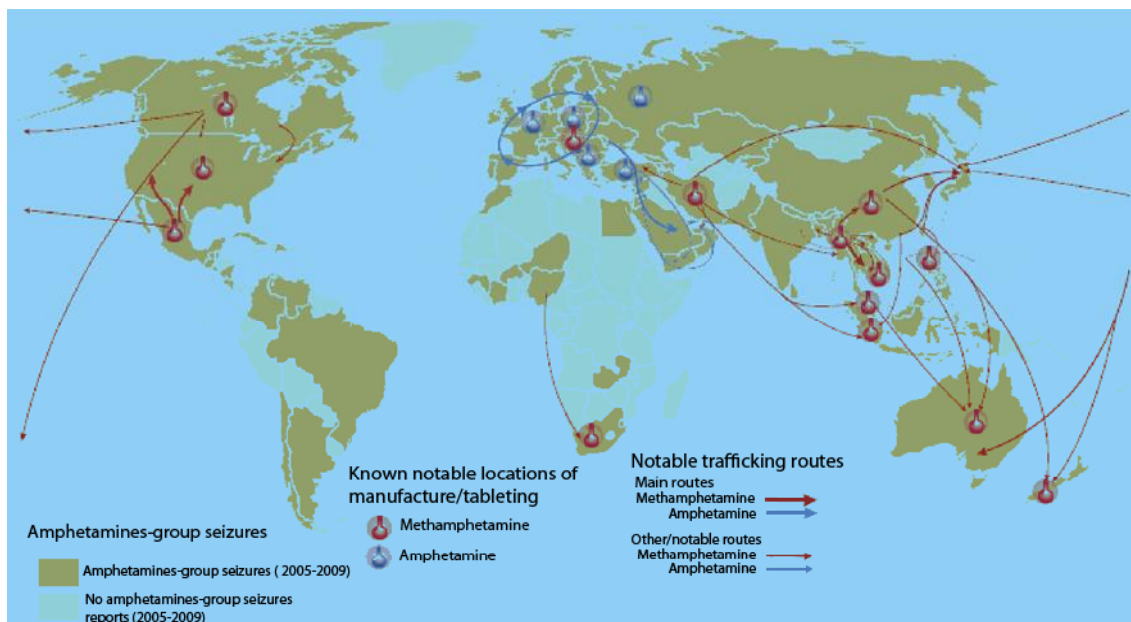 Known notable locations of
manufacture/tableting
Methamphetamine
Amphetamine
Notable trafficking routes
Main routes
Methamphetamine
Amphetamine
Other/notable routes
Methamphetamine
Amphetamine
Amphetamines-group seizures
Amphetamines-group seizures ( 2005-2009)
No amphetamines-group seizures
reports (2005-2009)